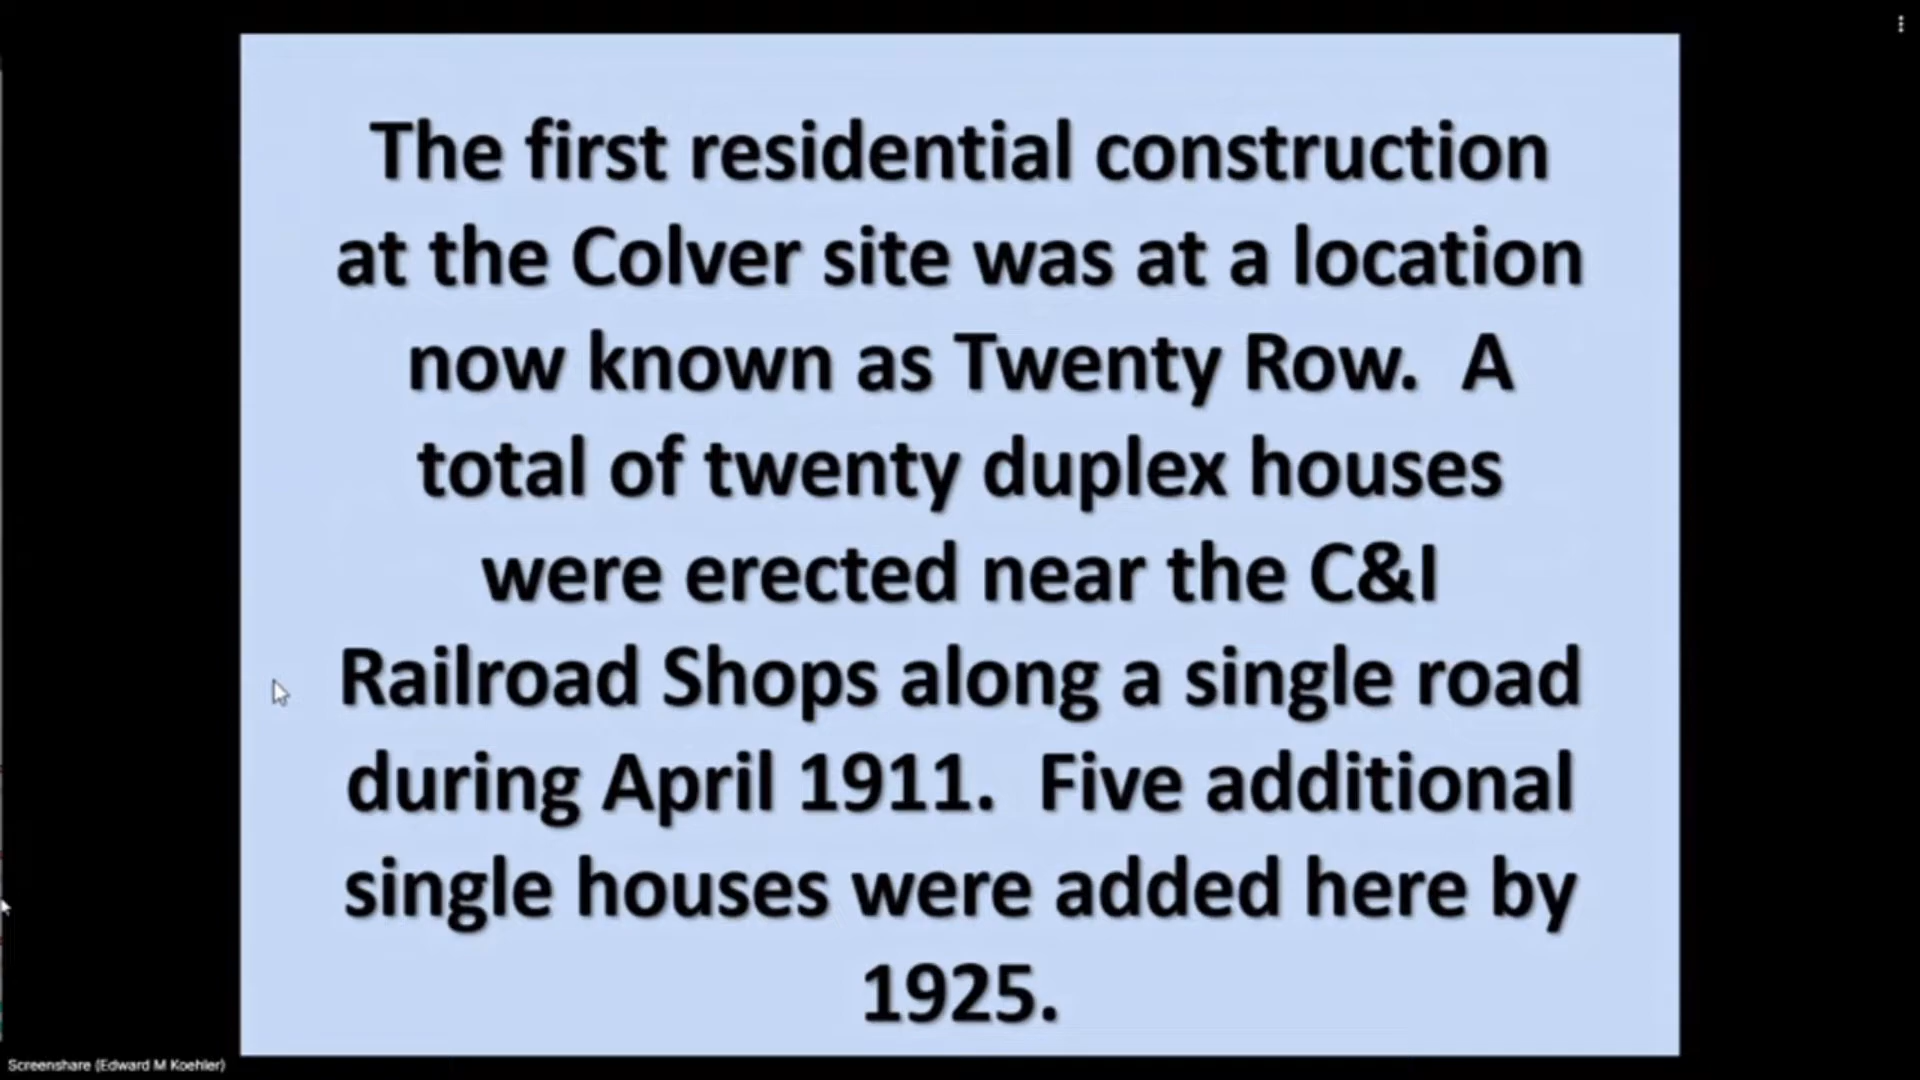 The first residential construction
at the Colver site was at a location
now known as Twenty Row.  A
total of twenty duplex houses
were erected near the C&I
Railroad Shops along a single road
during April 1911.  Five additional
single houses were added here by
1925.
Screenshare (Edward M Koehler)